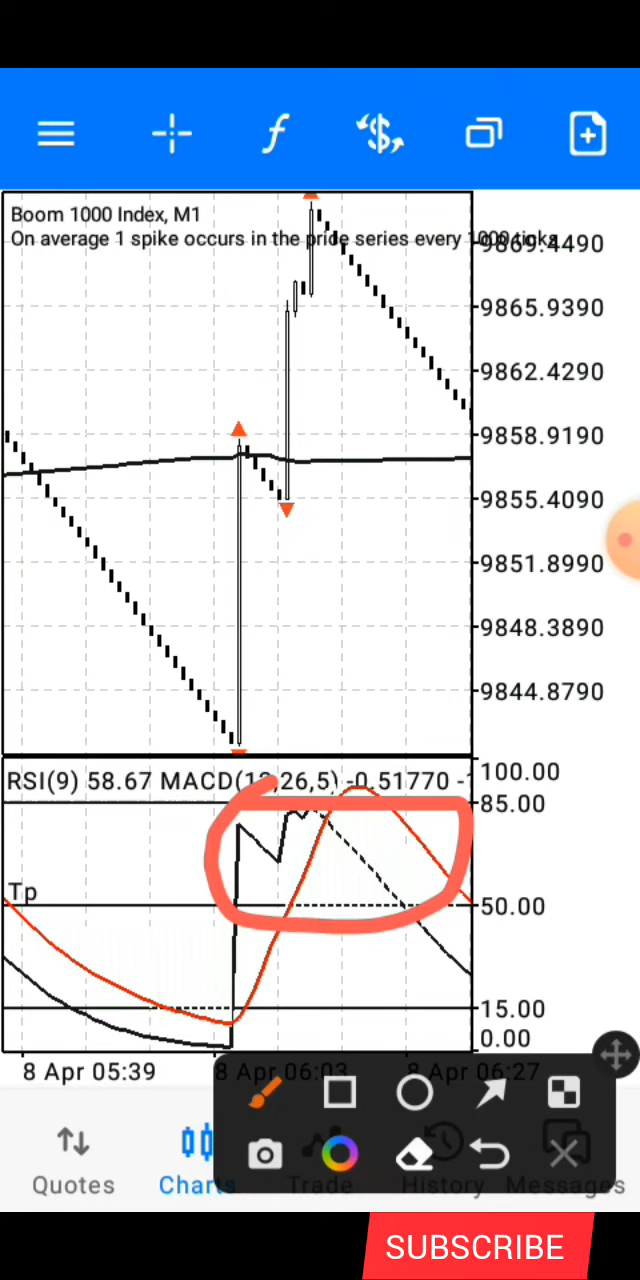 Boom 1000 Index, M1
On average 1 spike occurs in the price series every 1000 ticks
9869.4490
9865.9390
9862.4290
9858.9190
9855.4090
9851.8990
9848.3890
9844.8790
RSI(9) 58.67 MACD(12,26,5) -0.51770
100.00
85.00
Tp
50.00
15.00
0.00
8 Apr 05:39
8 Apr 06:03
8 Apr 06:27
Quotes
Charts
Trade
History
Messages
SUBSCRIBE